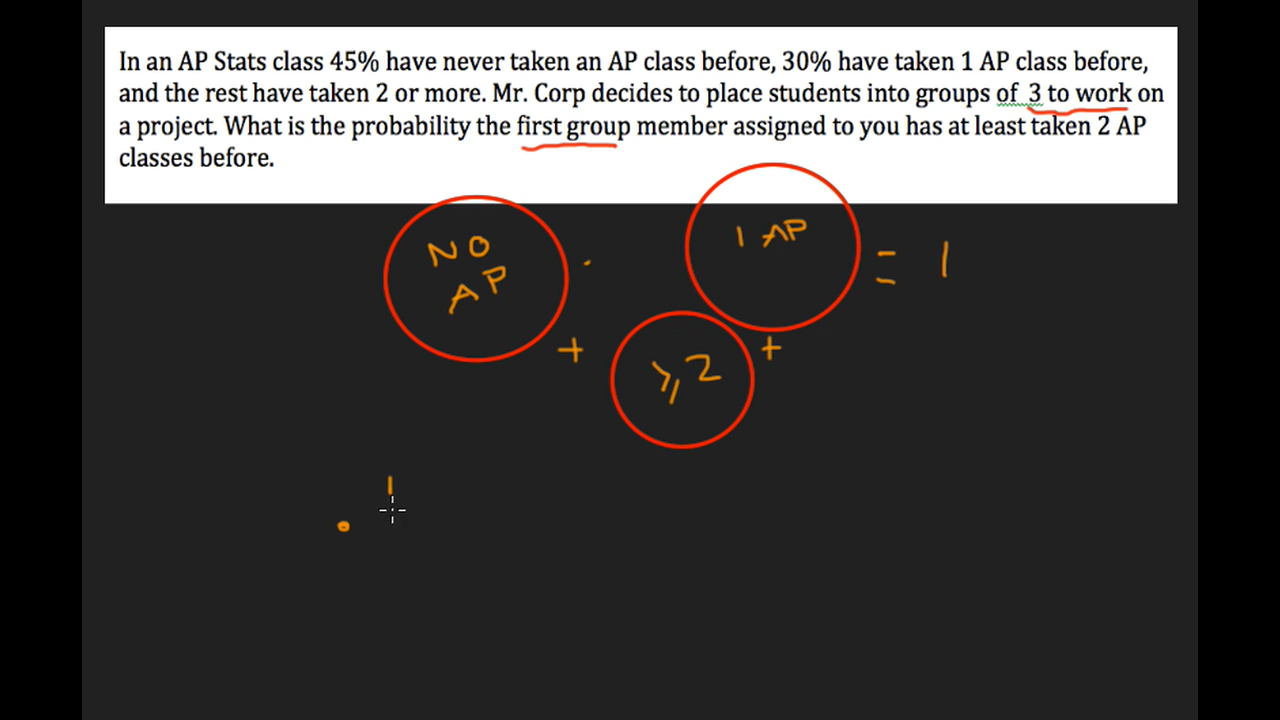 In an AP Stats class 45% have never taken an AP class before, 30% have taken 1 AP class before,
and the rest have taken 2 or more. Mr. Corp decides to place students into groups of 3 to work on
a project. What is the probability the first group member assigned to you has at least taken 2 AP
classes before.
NO
AP
1 AP
= 1
+
≥2
+